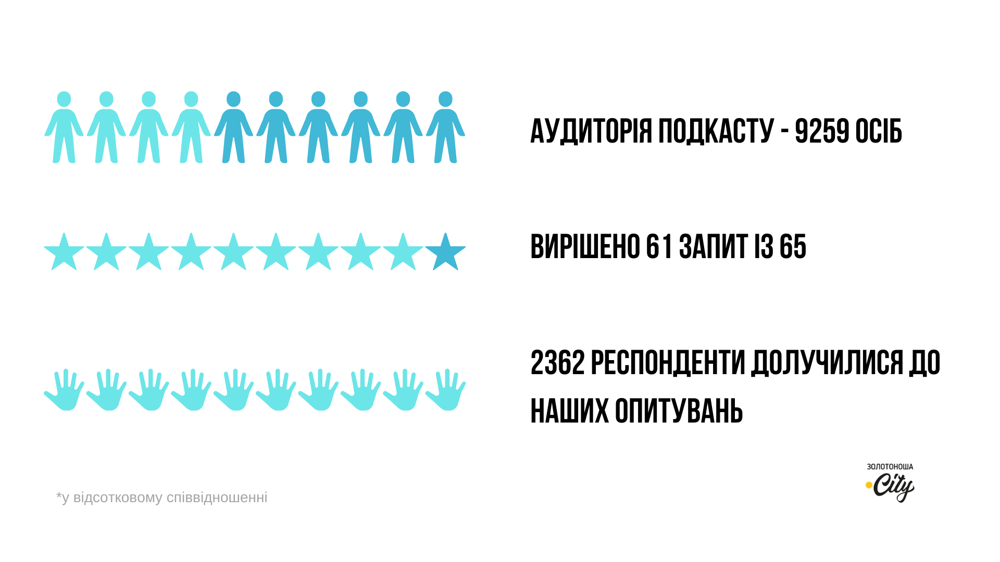 АУДИТОРІЯ ПОДКАСТУ - 9259 ОСІБ
ВИРІШЕНО 61 ЗАПИТ ІЗ 65
2362 РЕСПОНДЕНТИ ДОЛУЧИЛИСЯ ДО
НАШИХ ОПИТУВАНЬ
ЗОЛОТОНОША
City
*у відсотковому співвідношенні